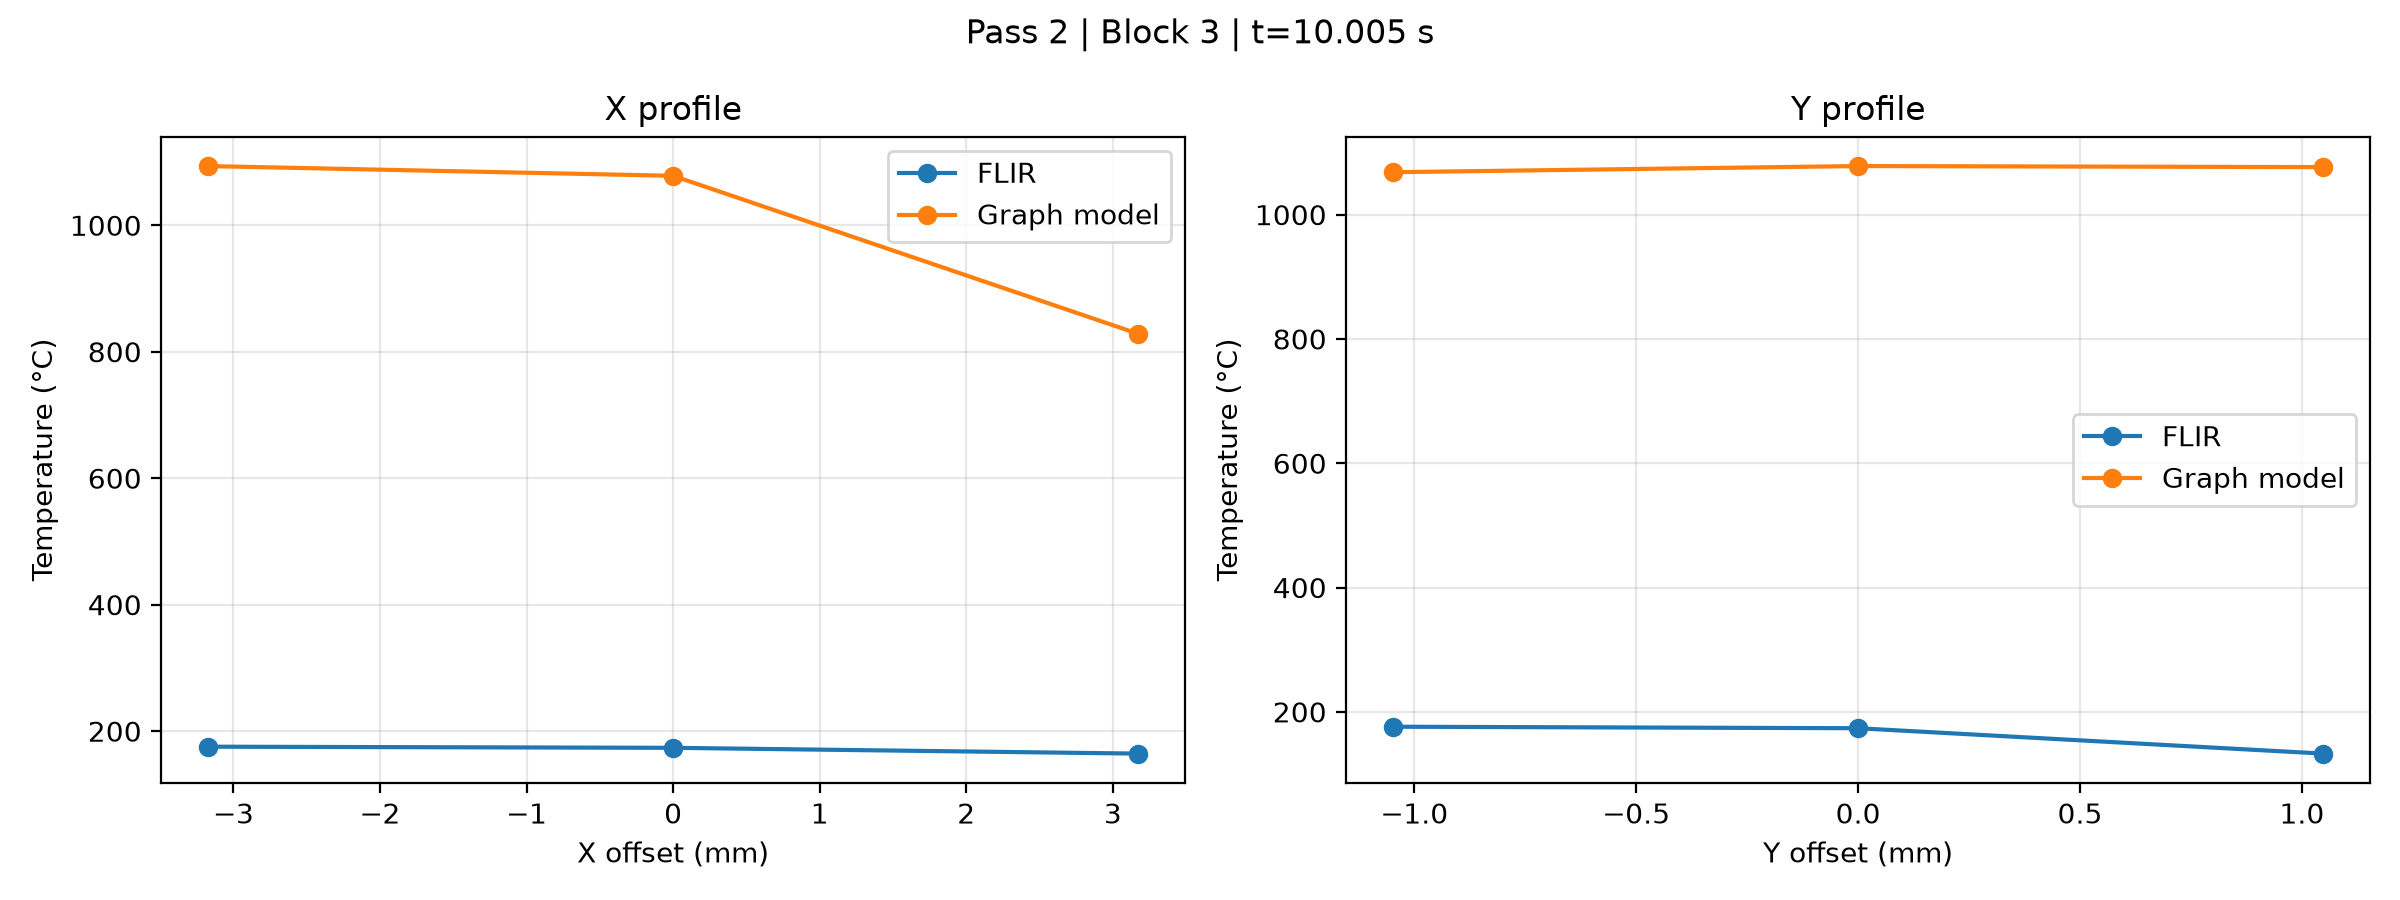 Pass 2 | Block 3 | t=10.005 s
X profile
FLIR
Graph model
1000
800
600
400
200
Temperature (°C)
−3
−2
−1
0
1
2
3
X offset (mm)
Y profile
FLIR
Graph model
1000
800
600
400
200
Temperature (°C)
−1.0
−0.5
0.0
0.5
1.0
Y offset (mm)